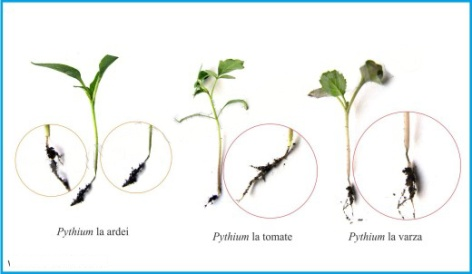 Pythium la ardei
Pythium la tomate
Pythium la varza